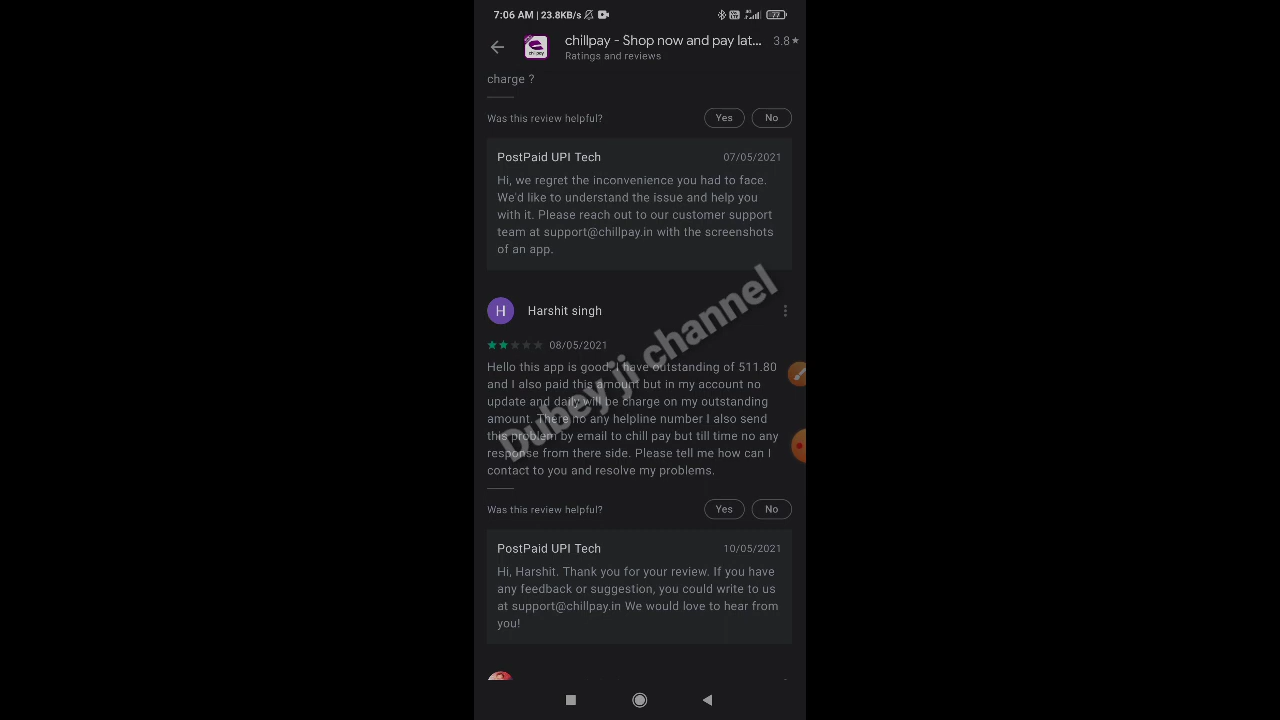 7:06 AM | 23.8KB/s
77
chillpay - Shop now and pay lat... 3.8★
Ratings and reviews
charge ?
Was this review helpful? Yes No
PostPaid UPI Tech 07/05/2021
Hi, we regret the inconvenience you had to face.
We'd like to understand the issue and help you
with it. Please reach out to our customer support
team at support@chillpay.in with the screenshots
of an app.
H Harshit singh
08/05/2021
Hello this app is good. I have outstanding of 511.80
and I also paid this amount but in my account no
update and daily will be charge on my outstanding
amount. There no any helpline number I also send
this problem by email to chill pay but till time no any
response from there side. Please tell me how can I
contact to you and resolve my problems.
Dubey ji channel
Was this review helpful? Yes No
PostPaid UPI Tech 10/05/2021
Hi, Harshit. Thank you for your review. If you have
any feedback or suggestion, you could write to us
at support@chillpay.in We would love to hear from
you!